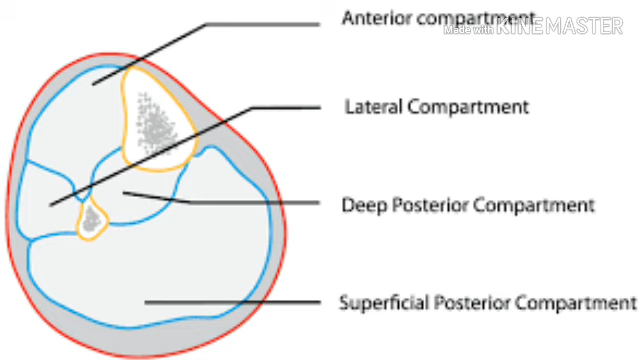 Anterior compartment
Made with KINEMASTER
Lateral Compartment
Deep Posterior Compartment
Superficial Posterior Compartment